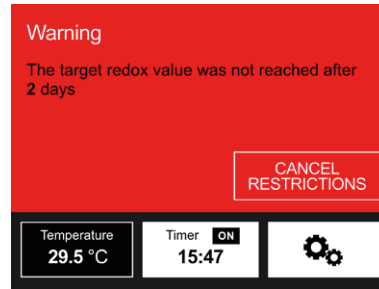 Warning
The target redox value was not reached after
2 days
CANCEL
RESTRICTIONS
Temperature
29.5 °C
Timer ON
15:47